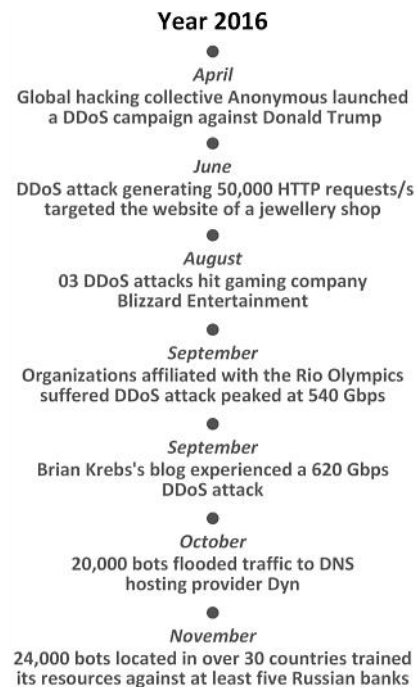 Year 2016
April
Global hacking collective Anonymous launched
a DDoS campaign against Donald Trump
June
DDoS attack generating 50,000 HTTP requests/s
targeted the website of a jewellery shop
August
03 DDoS attacks hit gaming company
Blizzard Entertainment
September
Organizations affiliated with the Rio Olympics
suffered DDoS attack peaked at 540 Gbps
September
Brian Krebs's blog experienced a 620 Gbps
DDoS attack
October
20,000 bots flooded traffic to DNS
hosting provider Dyn
November
24,000 bots located in over 30 countries trained
its resources against at least five Russian banks